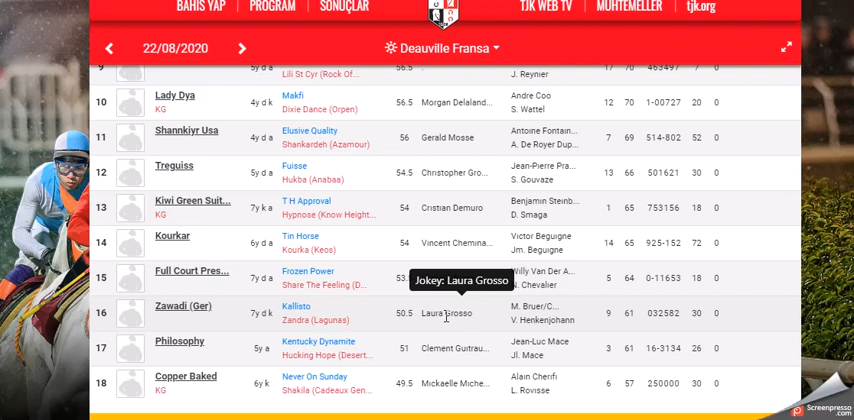 BAHİS YAP PROGRAM SONUÇLAR TJK WEB TV MUHTEMELLER tjk.org
22/08/2020 Deauville Fransa
9 5y d a Lili St Cyr (Rock Of... 56.5 J. Reynier 17 70 463497 7 0
10 Lady Dya 4y d k Makfi 56.5 Morgan Delaland... Andre Coo 12 70 1-00727 20 0
KG Dixie Dance (Orpen) S. Wattel
11 Shannkiyr Usa 4y d a Elusive Quality 56 Gerald Mosse Antoine Fontain... 7 69 514-802 52 0
Shankardeh (Azamour) A. De Royer Dup...
12 Treguiss 5y d a Fuisse 54.5 Christopher Gro... Jean-Pierre Pra... 13 66 501621 30 0
Hukba (Anabaa) S. Gouvaze
13 Kiwi Green Suit... 7y k a T H Approval 54 Cristian Demuro Benjamin Steinb... 1 65 753156 18 0
KG Hypnose (Know Height... D. Smaga
14 Kourkar 6y d a Tin Horse 54 Vincent Chemina... Victor Beguigne 14 65 925-152 72 0
Kourka (Keos) Jm. Beguigne
15 Full Court Pres... 7y d a Frozen Power 53. Willy Van Der A... 5 64 0-11653 18 0
Share The Feeling (D... N. Chevalier
Jokey: Laura Grosso
16 Zawadi (Ger) 7y d k Kallisto 50.5 Laura Grosso M. Bruer/C... 9 61 032582 30 0
Zandra (Lagunas) V. Henkenjohann
17 Philosophy 5y a Kentucky Dynamite 51 Clement Guitrau... Jean-Luc Mace 3 61 16-3134 26 0
Hucking Hope (Desert... Jl. Mace
18 Copper Baked 6y k Never On Sunday 49.5 Mickaelle Miche... Alain Cherifi 6 57 250000 30 0
KG Shakila (Cadeaux Gen... L. Rovisse
Screenpresso.com